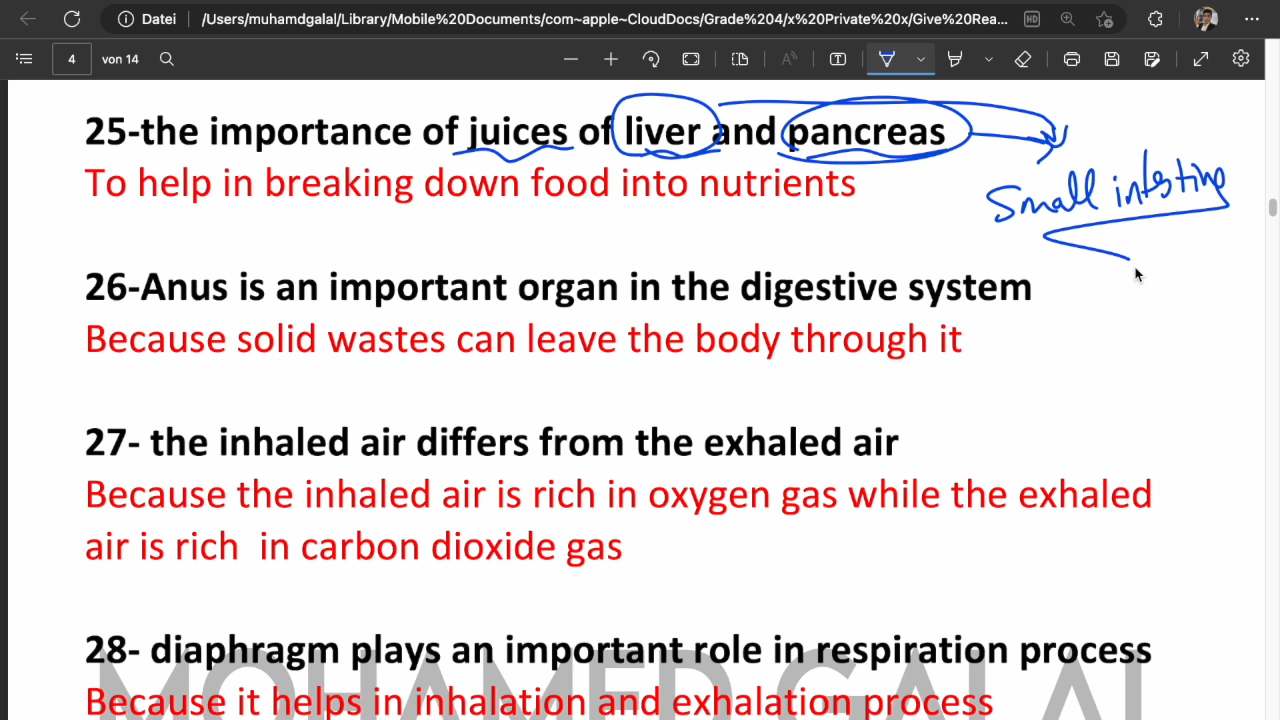 Datei
/Users/muhamdgalal/Library/Mobile%20Documents/com~apple~CloudDocs/Grade%204/x%20Private%20x/Give%20Rea...
4 von 14
25-the importance of juices of liver and pancreas
To help in breaking down food into nutrients
Small intestine
26-Anus is an important organ in the digestive system
Because solid wastes can leave the body through it
27- the inhaled air differs from the exhaled air
Because the inhaled air is rich in oxygen gas while the exhaled
air is rich in carbon dioxide gas
28- diaphragm plays an important role in respiration process
MOHAMED GALAL
Because it helps in inhalation and exhalation process